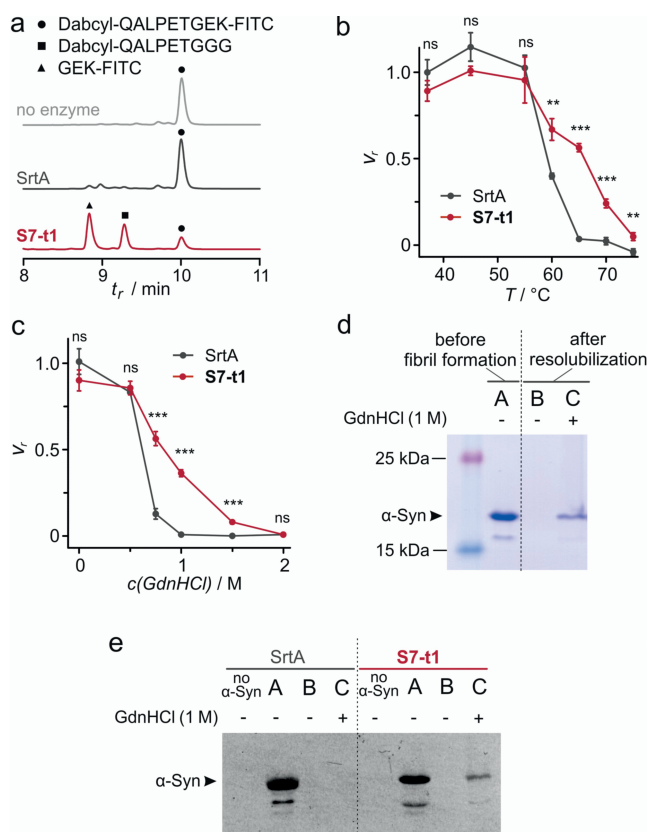 a
● Dabcyl-QALPETGEK-FITC
■ Dabcyl-QALPETGGG
▲ GEK-FITC
no enzyme
SrtA
S7-t1
8 9 10 11
t_r / min
b
ns ns ns
** *** *** **
1.0
0.5
0
v_r
SrtA
S7-t1
40 50 60 70
T / °C
c
ns ns
*** *** *** ns
SrtA
S7-t1
1.0
0.5
0
v_r
0 1 2
c(GdnHCl) / M
d
before fibril formation
after resolubilization
A B C
GdnHCl (1 M) - - +
25 kDa
α-Syn
15 kDa
e
SrtA S7-t1
no α-Syn A B C no α-Syn A B C
GdnHCl (1 M) - - - + - - - +
α-Syn